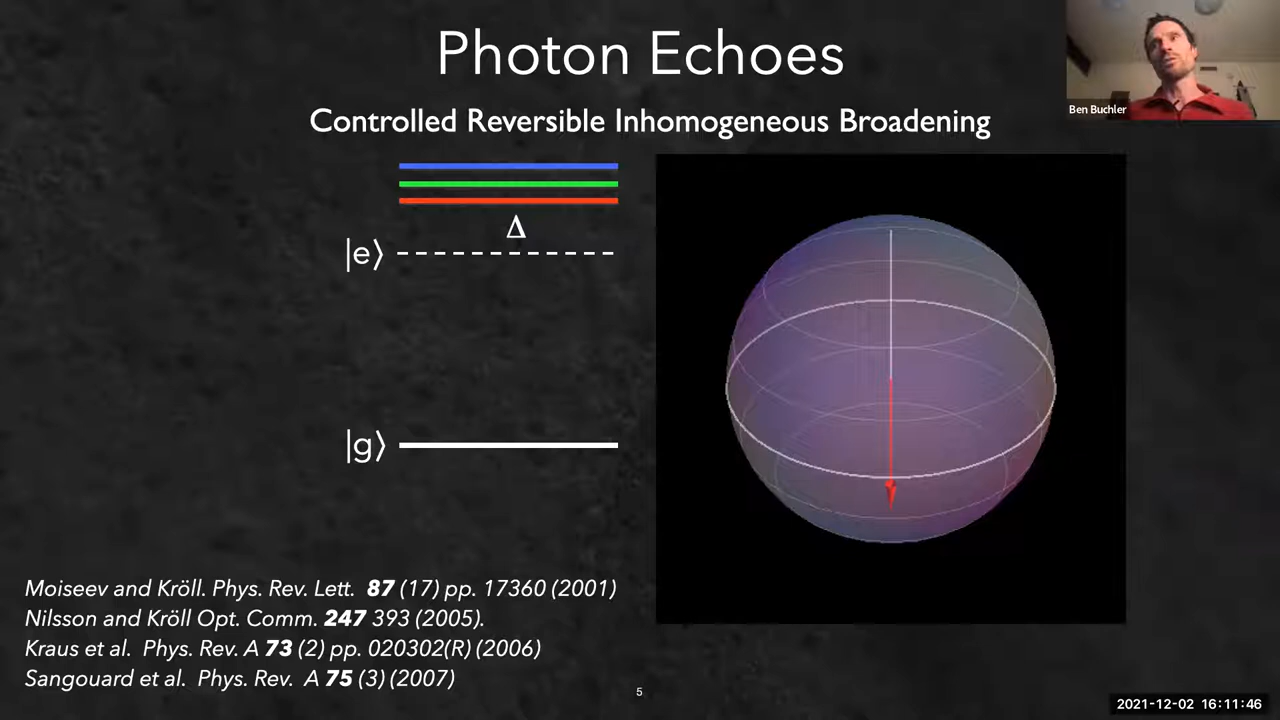 Photon Echoes
Ben Buchler
Controlled Reversible Inhomogeneous Broadening
Δ
|e⟩
|g⟩
Moiseev and Kröll. Phys. Rev. Lett. 87 (17) pp. 17360 (2001)
Nilsson and Kröll Opt. Comm. 247 393 (2005).
Kraus et al. Phys. Rev. A 73 (2) pp. 020302(R) (2006)
Sangouard et al. Phys. Rev. A 75 (3) (2007)
5
2021-12-02 16:11:46